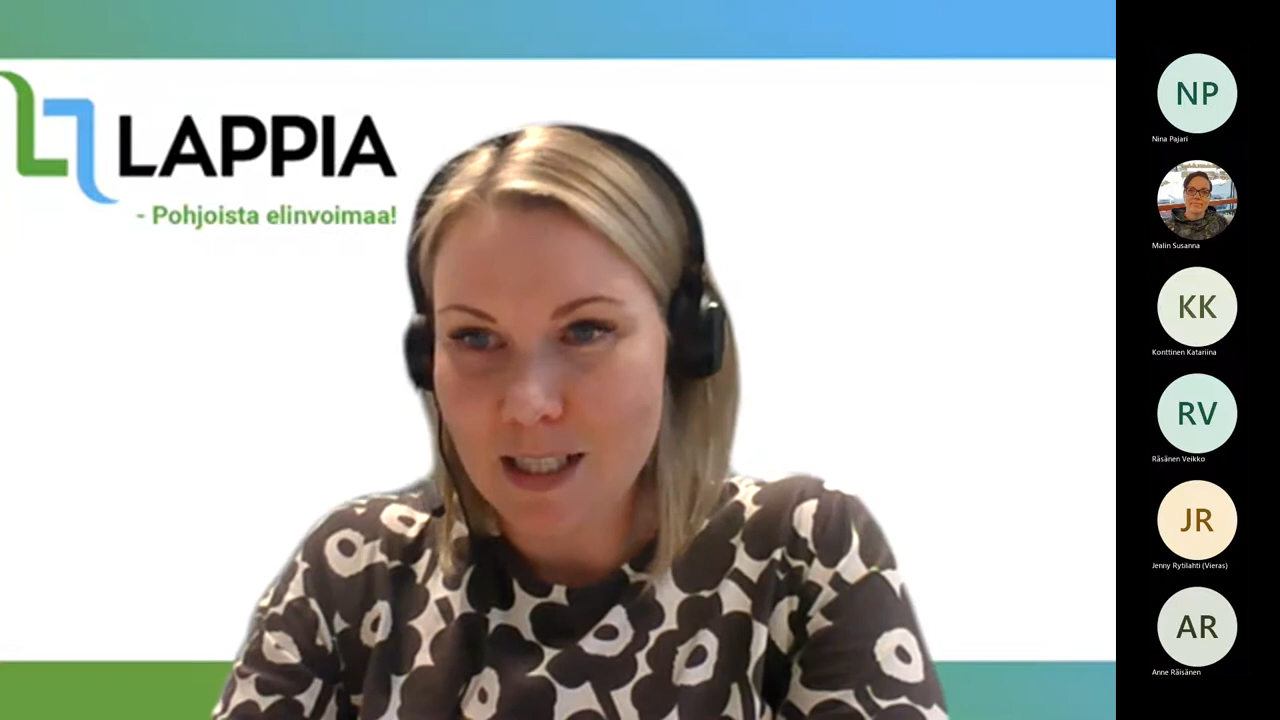 LAPPIA
- Pohjoista elinvoimaa!
NP
Nina Pajari
Malin Susanna
KK
Konttinen Katariina
RV
Räsänen Veikko
JR
Jenny Rytilahti (Vieras)
AR
Anne Räisänen